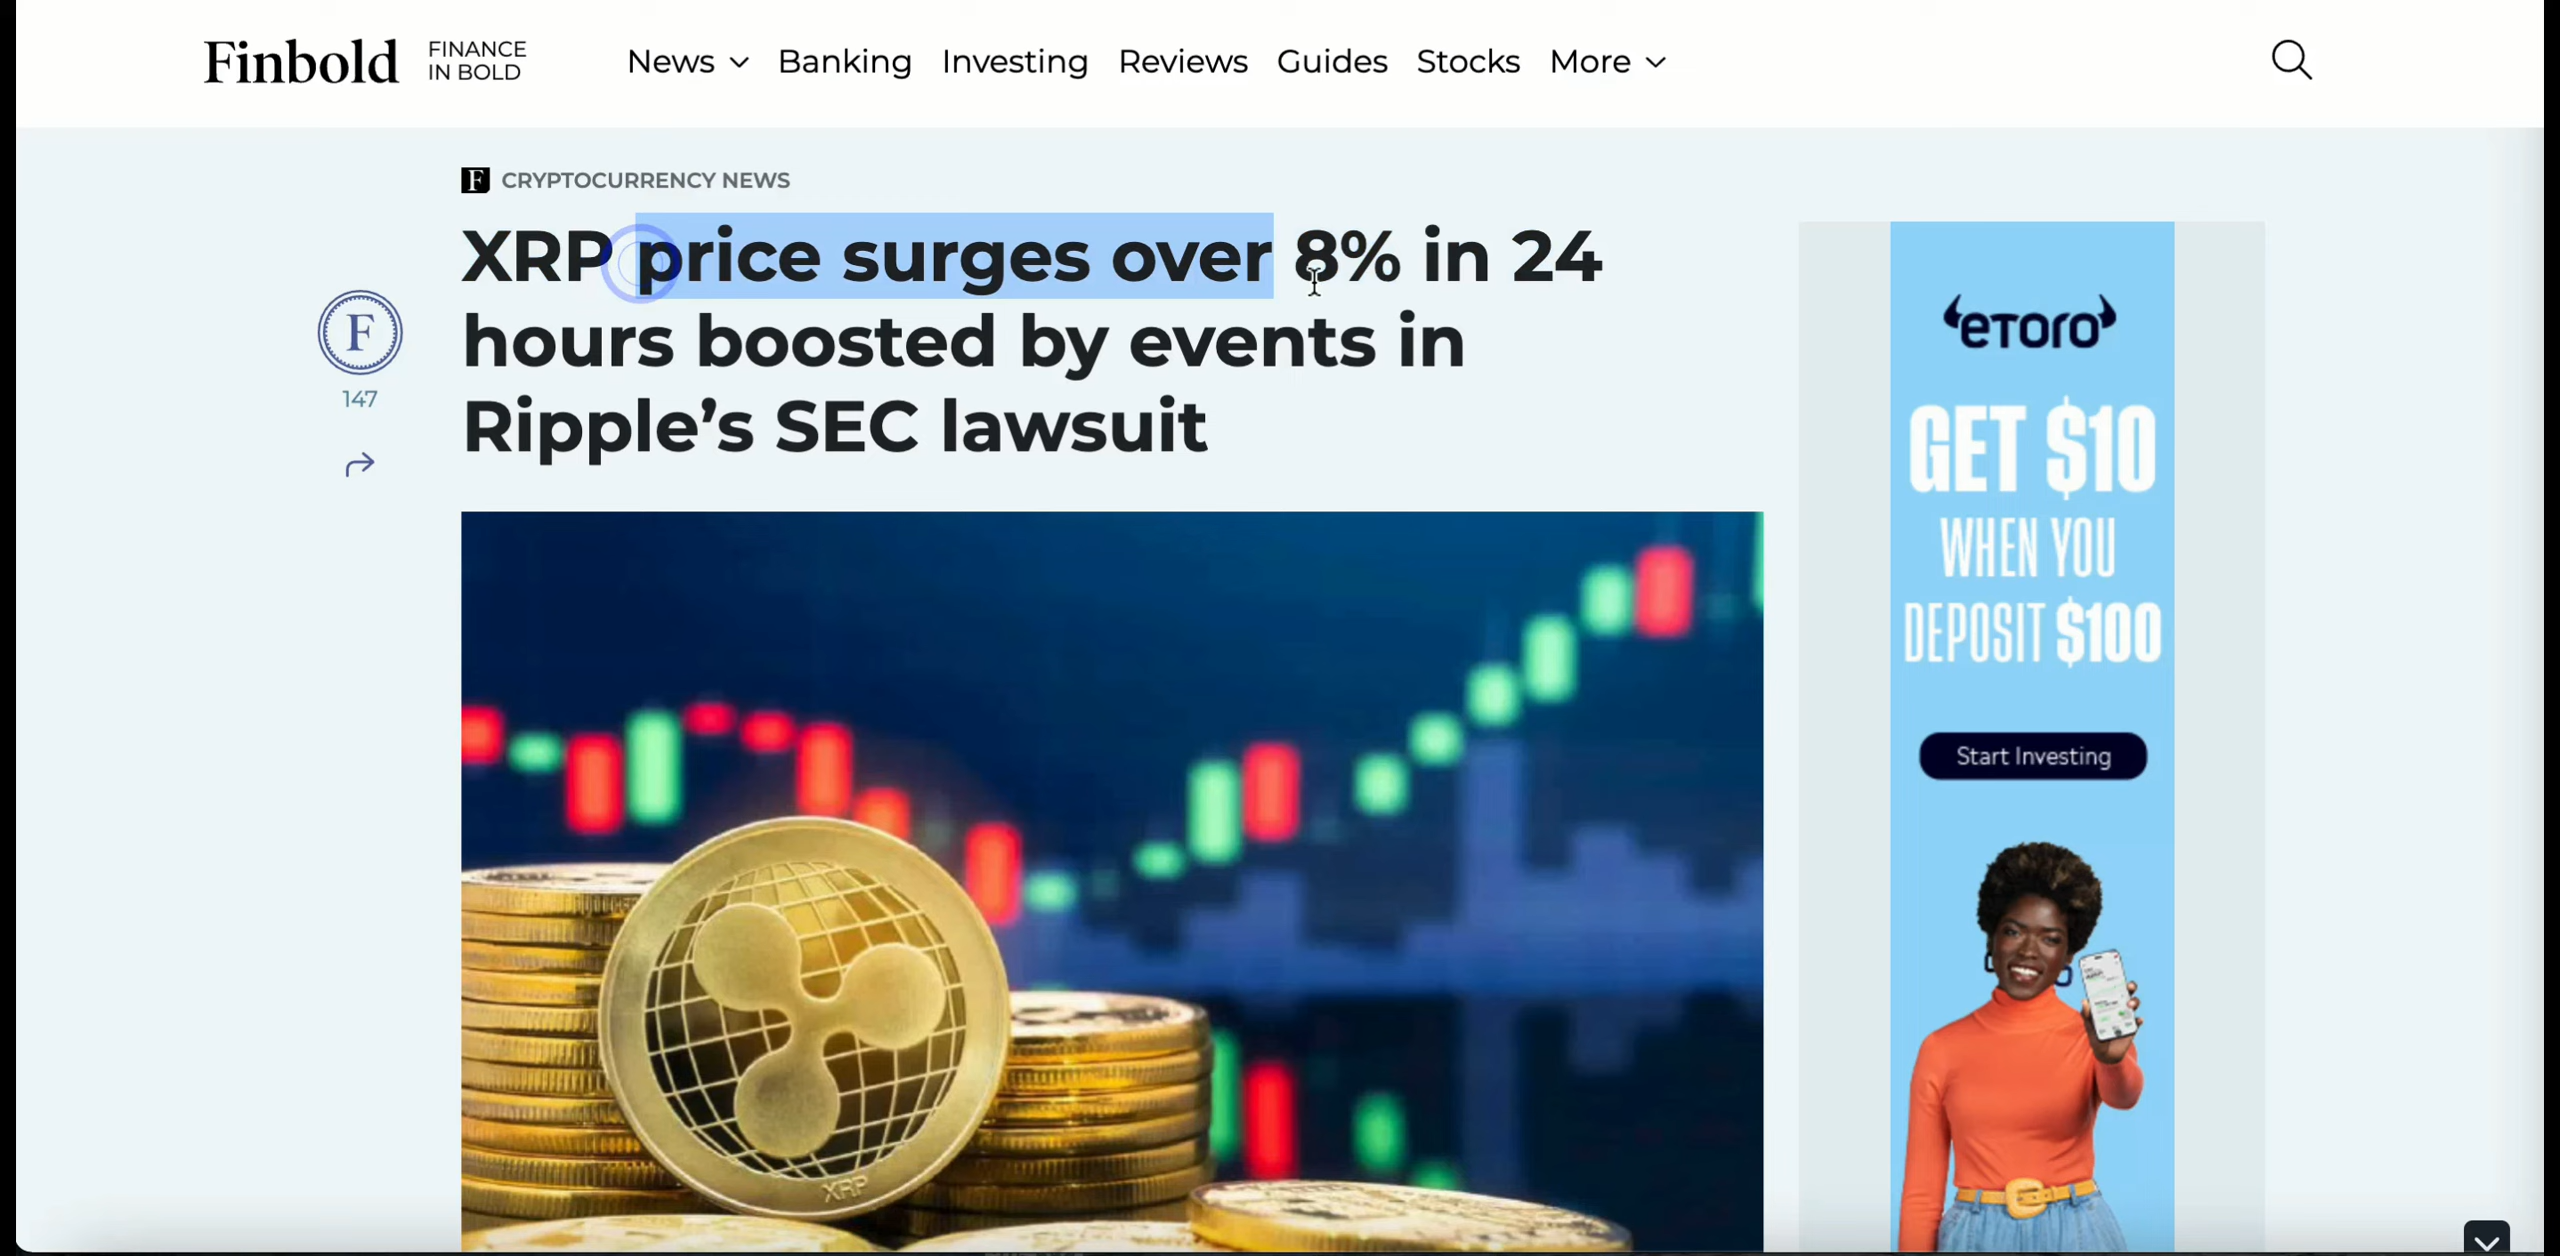 Finbold
FINANCE
IN BOLD
News
Banking
Investing
Reviews
Guides
Stocks
More
F CRYPTOCURRENCY NEWS
XRP price surges over 8% in 24
hours boosted by events in
Ripple’s SEC lawsuit
F
147
XRP
eToro
GET $10
WHEN YOU
DEPOSIT $100
Start Investing